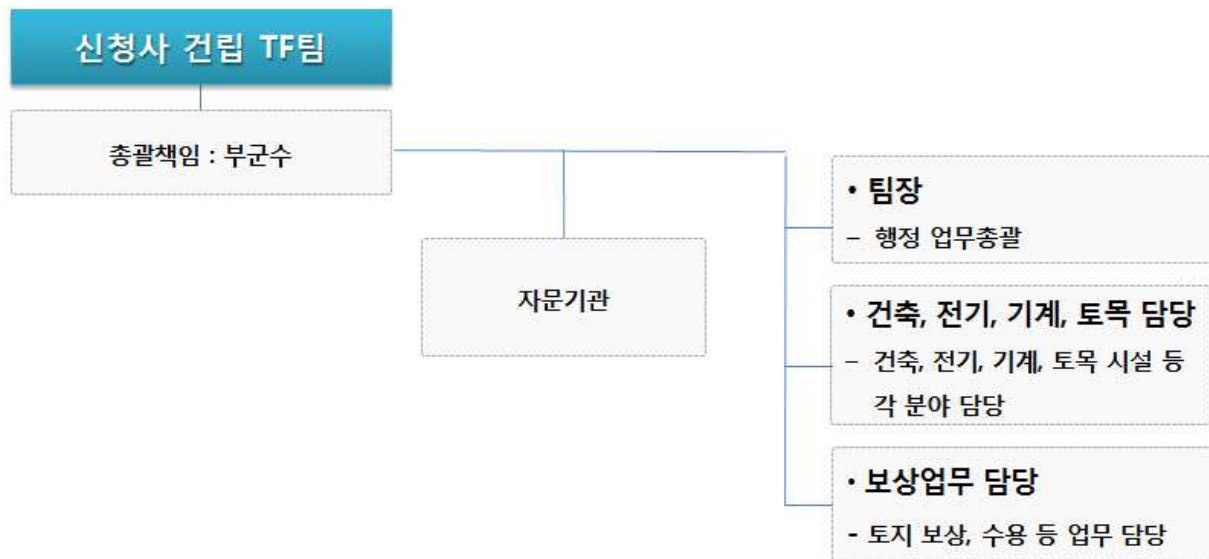 신청사 건립 TF팀
총괄책임 : 부군수
자문기관
• 팀장
– 행정 업무총괄
• 건축, 전기, 기계, 토목 담당
– 건축, 전기, 기계, 토목 시설 등
각 분야 담당
• 보상업무 담당
- 토지 보상, 수용 등 업무 담당